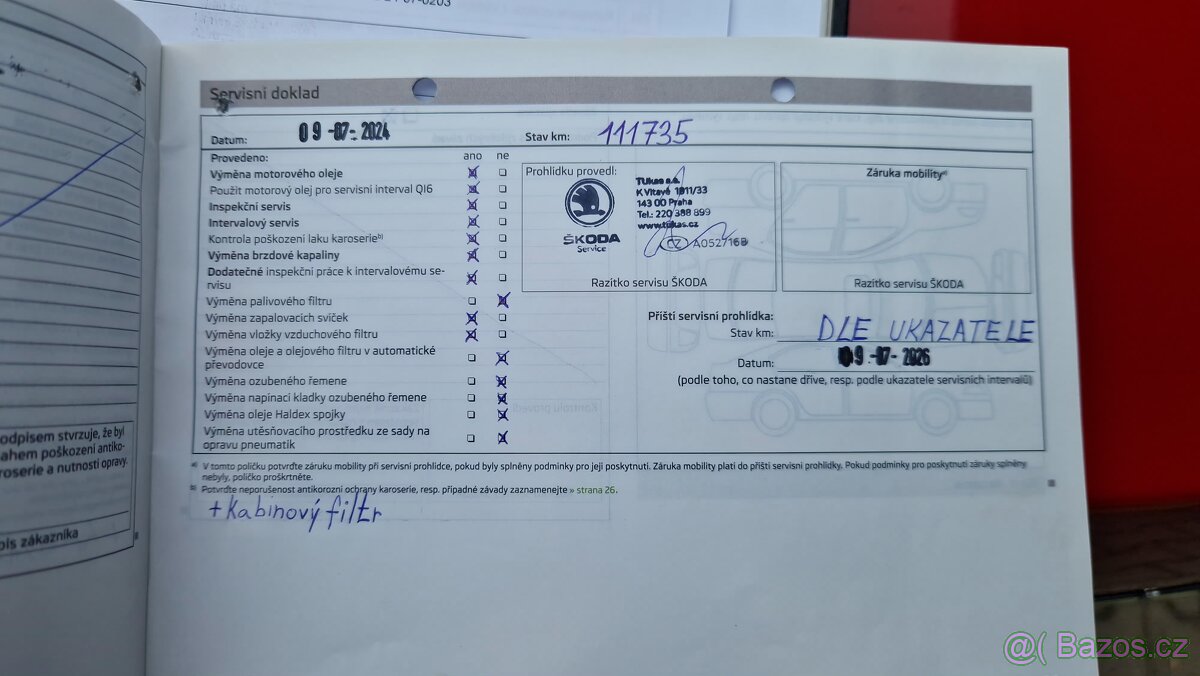 Servisní doklad
Datum: 09-07-2024 Stav km: 111735
Provedeno: ano ne
Výměna motorového oleje
Použit motorový olej pro servisní interval QI6
Inspekční servis
Intervalový servis
Kontrola poškození laku karoserie b)
Výměna brzdové kapaliny
Dodatečné inspekční práce k intervalovému se-
rvisu
Výměna palivového filtru
Výměna zapalovacích svíček
Výměna vložky vzduchového filtru
Výměna oleje a olejového filtru v automatické
převodovce
Výměna ozubeného řemene
Výměna napínací kladky ozubeného řemene
Výměna oleje Haldex spojky
Výměna utěsňovacího prostředku ze sady na
opravu pneumatik
Prohlídku provedl:
ŠKODA
Service
TUkas a.s.
K Vltavě 1911/33
143 00 Praha
Tel.: 220 388 899
www.tukas.cz
CZ A052716B
Razítko servisu ŠKODA
Záruka mobility a)
Razítko servisu ŠKODA
Příští servisní prohlídka:
Stav km: DLE UKAZATELE
Datum: 09-07-2026
(podle toho, co nastane dříve, resp. podle ukazatele servisních intervalů)
a) V tomto políčku potvrďte záruku mobility při servisní prohlídce, pokud byly splněny podmínky pro její poskytnutí. Záruka mobility platí do příští servisní prohlídky. Pokud podmínky pro poskytnutí záruky splněny
nebyly, políčko proškrtněte.
b) Potvrďte neporušenost antikorozní ochrany karoserie, resp. případné závady zaznamenejte » strana 26.
+ Kabinový filtr
odpisem stvrzuje, že byl
ahem poškození antiko-
roserie a nutností opravy.
pis zákazníka
@( Bazos.cz